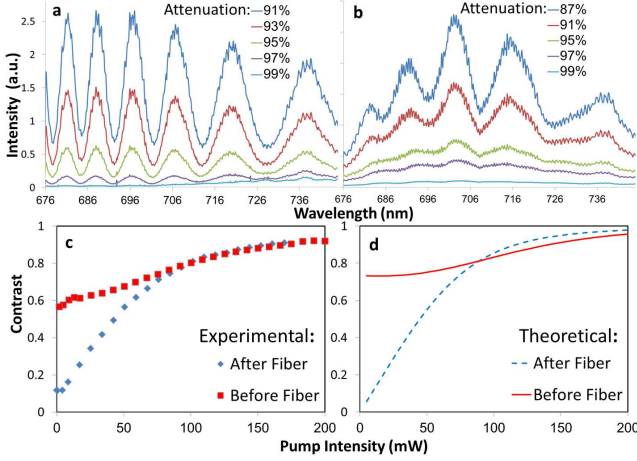 a
Attenuation:
91%
93%
95%
97%
99%
b
Attenuation:
87%
91%
95%
97%
99%
Intensity (a.u.)
2.5
2
1.5
1
0.5
0
676 686 696 706 716 726 736 676 686 696 706 716 726 736
Wavelength (nm)
c
Experimental:
After Fiber
Before Fiber
d
Theoretical:
After Fiber
Before Fiber
Contrast
1
0.8
0.6
0.4
0.2
0
1
0.8
0.6
0.4
0.2
0
0 50 100 150 200 0 50 100 150 200
Pump Intensity (mW)